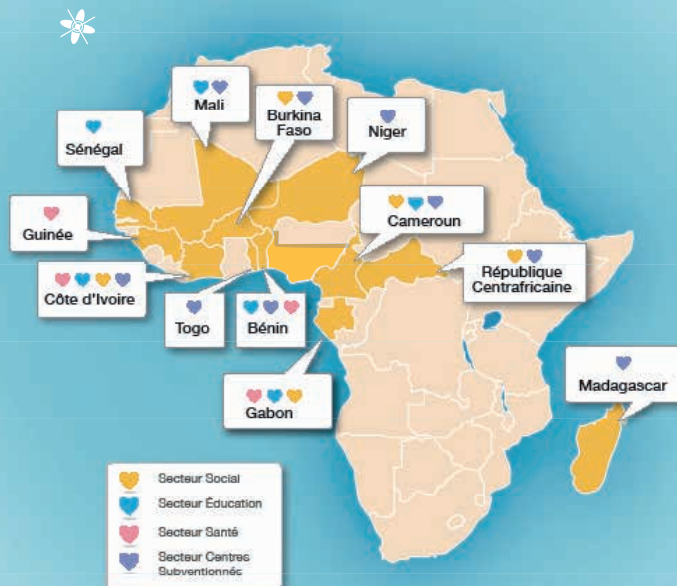 Mali
Burkina
Faso
Niger
Sénégal
Guinée
Cameroun
République
Centrafricaine
Côte d'Ivoire
Togo
Bénin
Gabon
Madagascar
Secteur Social
Secteur Éducation
Secteur Santé
Secteur Centres
Subventionnés